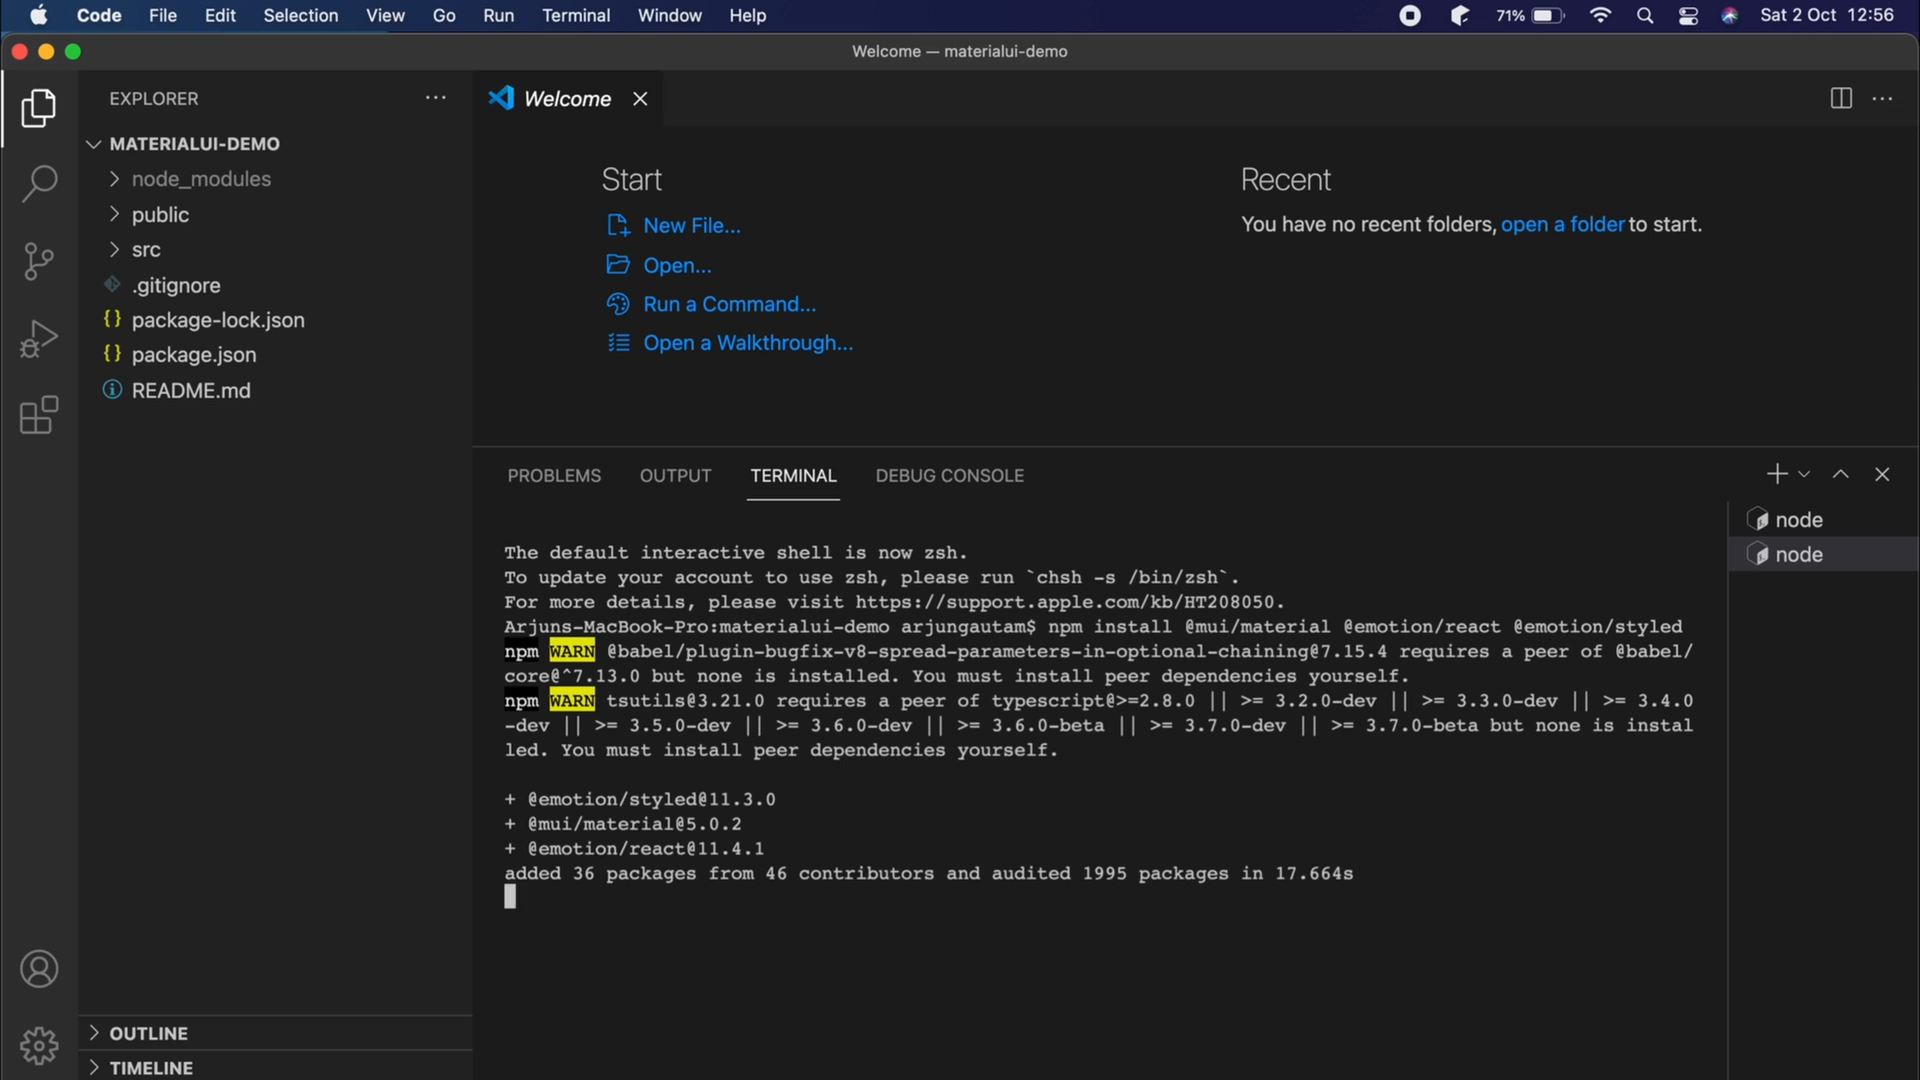 Code File Edit Selection View Go Run Terminal Window Help 71% Sat 2 Oct 12:56
Welcome — materialui-demo
EXPLORER
MATERIALUI-DEMO
node_modules
public
src
.gitignore
{} package-lock.json
{} package.json
README.md
OUTLINE
TIMELINE
Welcome
Start
New File...
Open...
Run a Command...
Open a Walkthrough...
Recent
You have no recent folders, open a folder to start.
PROBLEMS OUTPUT TERMINAL DEBUG CONSOLE
The default interactive shell is now zsh.
To update your account to use zsh, please run `chsh -s /bin/zsh`.
For more details, please visit https://support.apple.com/kb/HT208050.
Arjuns-MacBook-Pro:materialui-demo arjungautam$ npm install @mui/material @emotion/react @emotion/styled
npm WARN @babel/plugin-bugfix-v8-spread-parameters-in-optional-chaining@7.15.4 requires a peer of @babel/
core@^7.13.0 but none is installed. You must install peer dependencies yourself.
npm WARN tsutils@3.21.0 requires a peer of typescript@>=2.8.0 || >= 3.2.0-dev || >= 3.3.0-dev || >= 3.4.0
-dev || >= 3.5.0-dev || >= 3.6.0-dev || >= 3.6.0-beta || >= 3.7.0-dev || >= 3.7.0-beta but none is instal
led. You must install peer dependencies yourself.
+ @emotion/styled@11.3.0
+ @mui/material@5.0.2
+ @emotion/react@11.4.1
added 36 packages from 46 contributors and audited 1995 packages in 17.664s
node
node